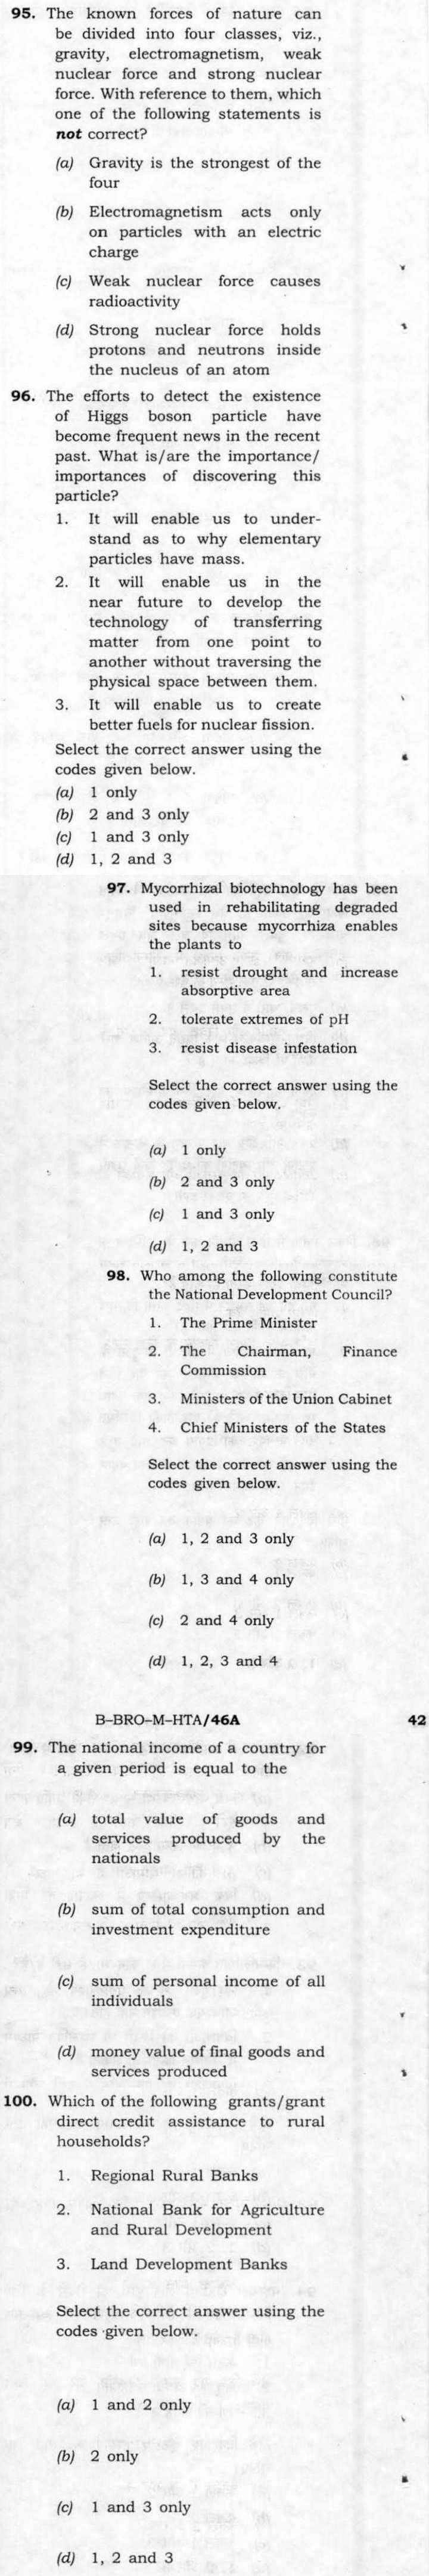 95. The known forces of nature can
be divided into four classes, viz.,
gravity, electromagnetism, weak
nuclear force and strong nuclear
force. With reference to them, which
one of the following statements is
not correct?
(a) Gravity is the strongest of the
four
(b) Electromagnetism acts only
on particles with an electric
charge
(c) Weak nuclear force causes
radioactivity
(d) Strong nuclear force holds
protons and neutrons inside
the nucleus of an atom
96. The efforts to detect the existence
of Higgs boson particle have
become frequent news in the recent
past. What is/are the importance/
importances of discovering this
particle?
1. It will enable us to under-
stand as to why elementary
particles have mass.
2. It will enable us in the
near future to develop the
technology of transferring
matter from one point to
another without traversing the
physical space between them.
3. It will enable us to create
better fuels for nuclear fission.
Select the correct answer using the
codes given below.
(a) 1 only
(b) 2 and 3 only
(c) 1 and 3 only
(d) 1, 2 and 3
97. Mycorrhizal biotechnology has been
used in rehabilitating degraded
sites because mycorrhiza enables
the plants to
1. resist drought and increase
absorptive area
2. tolerate extremes of pH
3. resist disease infestation
Select the correct answer using the
codes given below.
(a) 1 only
(b) 2 and 3 only
(c) 1 and 3 only
(d) 1, 2 and 3
98. Who among the following constitute
the National Development Council?
1. The Prime Minister
2. The Chairman, Finance
Commission
3. Ministers of the Union Cabinet
4. Chief Ministers of the States
Select the correct answer using the
codes given below.
(a) 1, 2 and 3 only
(b) 1, 3 and 4 only
(c) 2 and 4 only
(d) 1, 2, 3 and 4
B-BRO-M-HTA/46A 42
99. The national income of a country for
a given period is equal to the
(a) total value of goods and
services produced by the
nationals
(b) sum of total consumption and
investment expenditure
(c) sum of personal income of all
individuals
(d) money value of final goods and
services produced
100. Which of the following grants/grant
direct credit assistance to rural
households?
1. Regional Rural Banks
2. National Bank for Agriculture
and Rural Development
3. Land Development Banks
Select the correct answer using the
codes given below.
(a) 1 and 2 only
(b) 2 only
(c) 1 and 3 only
(d) 1, 2 and 3